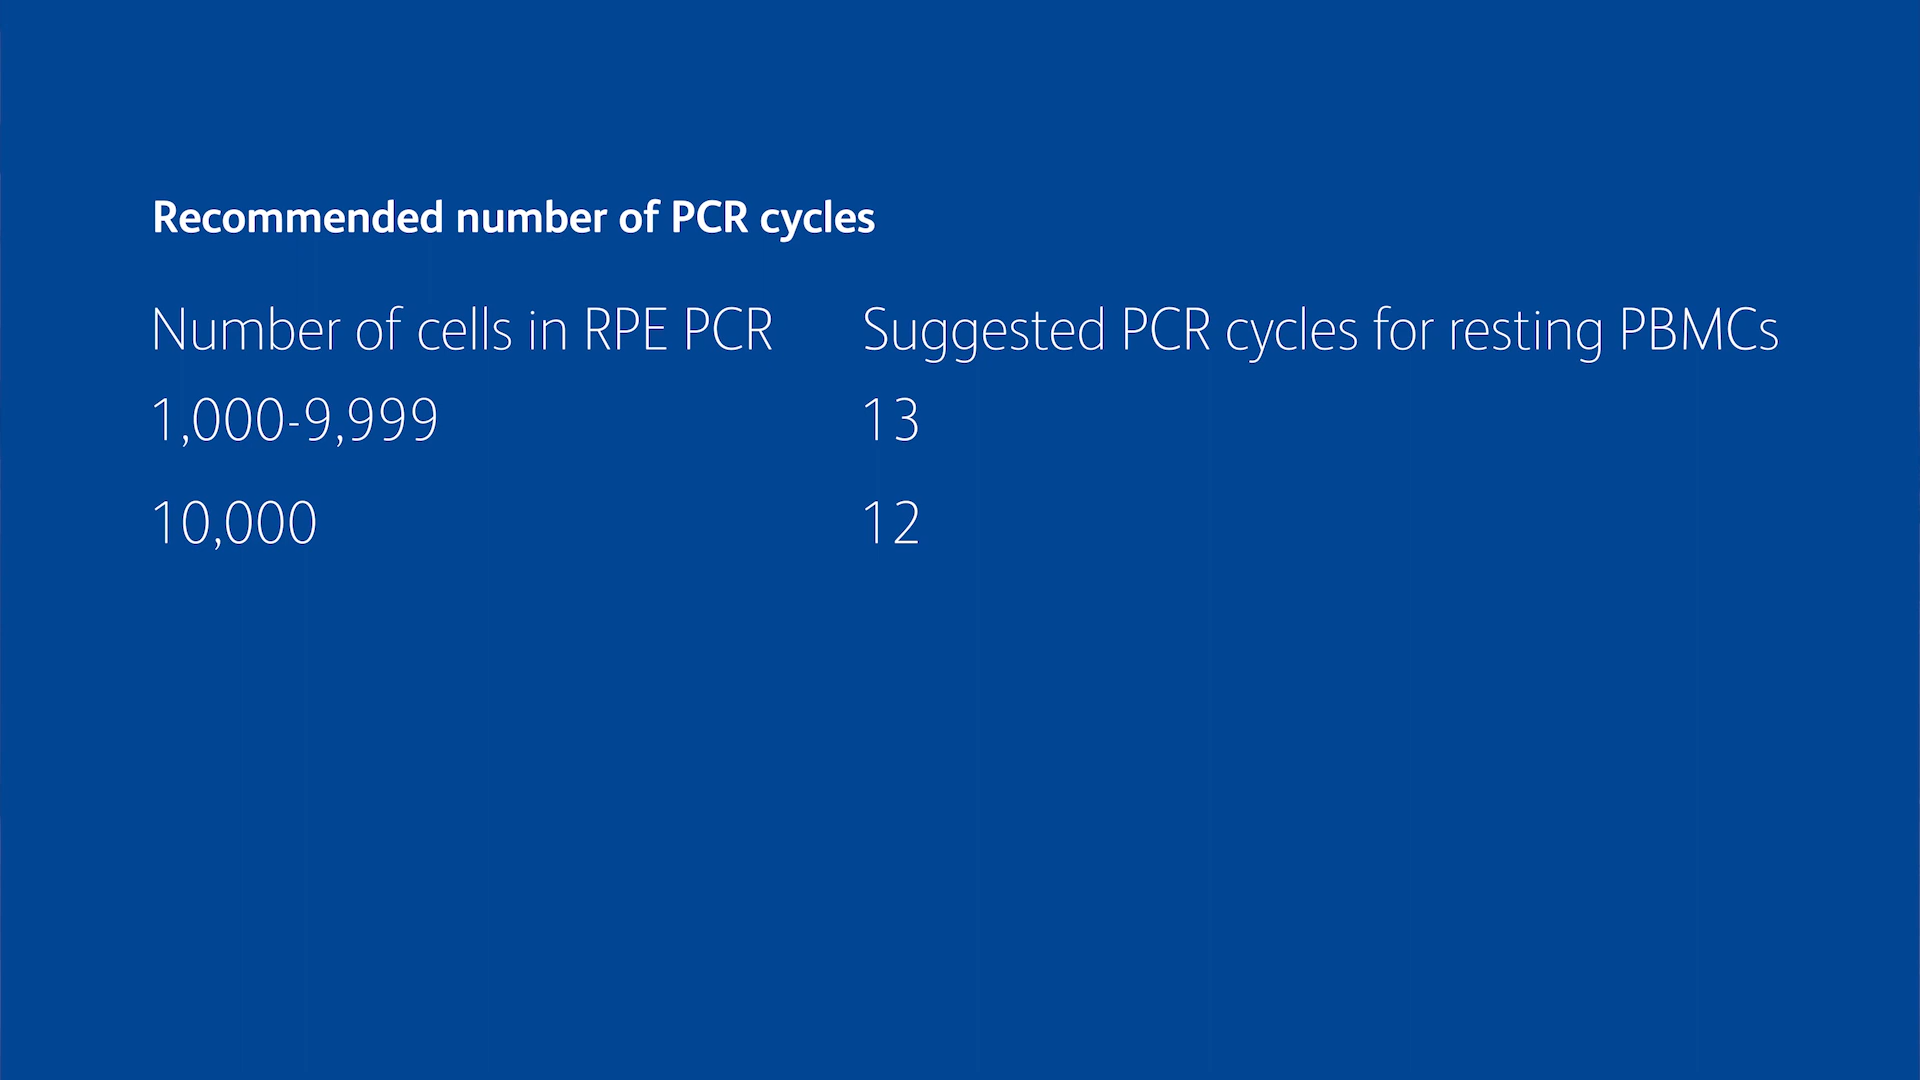 Recommended number of PCR cycles
Number of cells in RPE PCR Suggested PCR cycles for resting PBMCs
1,000-9,999 13
10,000 12